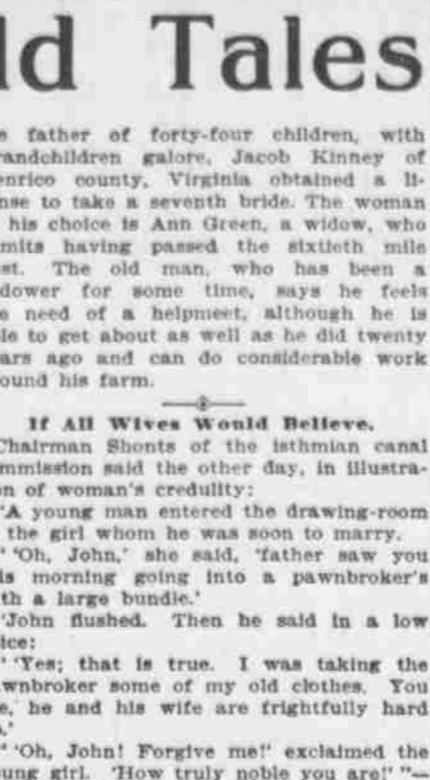 ld Tales
e father of forty-four children, with
randchildren galore, Jacob Kinney of
enrico county, Virginia obtained a li-
nse to take a seventh bride. The woman
his choice is Ann Green, a widow, who
mits having passed the sixtieth mile
st. The old man, who has been a
dower for some time, says he feels
e need of a helpmeet, although he is
le to get about as well as he did twenty
ars ago and can do considerable work
ound his farm.
If All Wives Would Believe.
Chairman Shonts of the isthmian canal
mmission said the other day, in illustra-
on of woman's credulity:
"A young man entered the drawing-room
the girl whom he was soon to marry.
" 'Oh, John,' she said, 'father saw you
is morning going into a pawnbroker's
th a large bundle.'
"John flushed. Then he said in a low
ice:
" 'Yes; that is true. I was taking the
wnbroker some of my old clothes. You
e, he and his wife are frightfully hard
.'
" 'Oh, John! Forgive me!' exclaimed the
ung girl. 'How truly noble you are!' "—